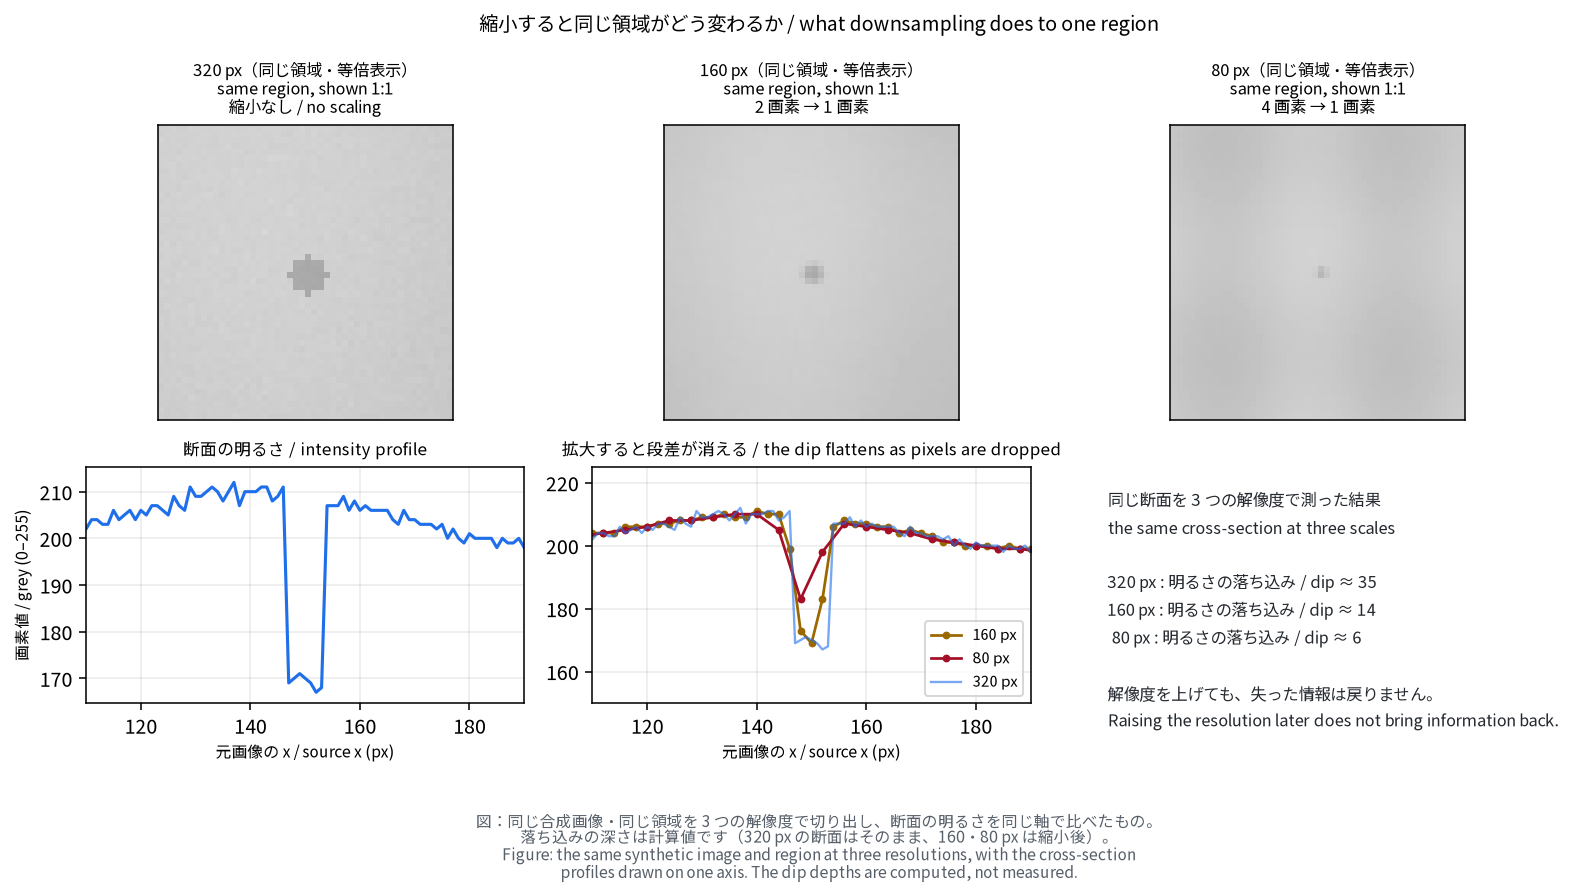 縮小すると同じ領域がどう変わるか / what downsampling does to one region
320 px（同じ領域・等倍表示）
same region, shown 1:1
縮小なし / no scaling
160 px（同じ領域・等倍表示）
same region, shown 1:1
2 画素 → 1 画素
80 px（同じ領域・等倍表示）
same region, shown 1:1
4 画素 → 1 画素
断面の明るさ / intensity profile
画素値 / grey (0–255)
210
200
190
180
170
120
140
160
180
元画像の x / source x (px)
拡大すると段差が消える / the dip flattens as pixels are dropped
220
200
180
160
160 px
80 px
320 px
120
140
160
180
元画像の x / source x (px)
同じ断面を 3 つの解像度で測った結果
the same cross-section at three scales
320 px : 明るさの落ち込み / dip ≈ 35
160 px : 明るさの落ち込み / dip ≈ 14
80 px : 明るさの落ち込み / dip ≈ 6
解像度を上げても、失った情報は戻りません。
Raising the resolution later does not bring information back.
図：同じ合成画像・同じ領域を 3 つの解像度で切り出し、断面の明るさを同じ軸で比べたもの。
落ち込みの深さは計算値です（320 px の断面はそのまま、160・80 px は縮小後）。
Figure: the same synthetic image and region at three resolutions, with the cross-section
profiles drawn on one axis. The dip depths are computed, not measured.